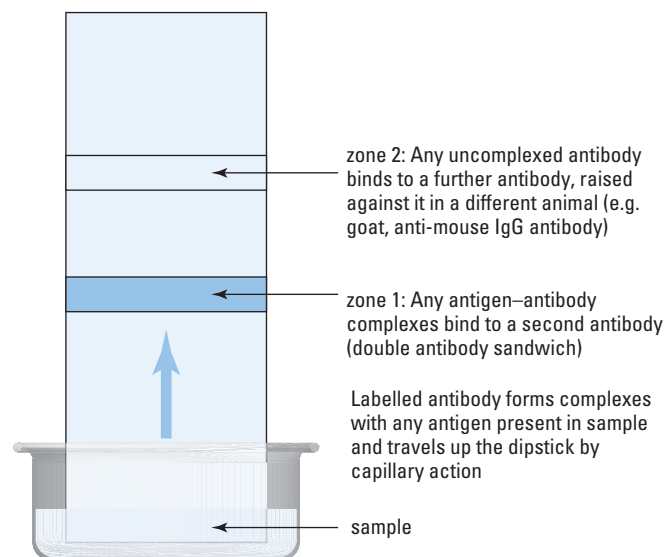 zone 2: Any uncomplexed antibody
binds to a further antibody, raised
against it in a different animal (e.g.
goat, anti-mouse IgG antibody)
zone 1: Any antigen–antibody
complexes bind to a second antibody
(double antibody sandwich)
Labelled antibody forms complexes
with any antigen present in sample
and travels up the dipstick by
capillary action
sample